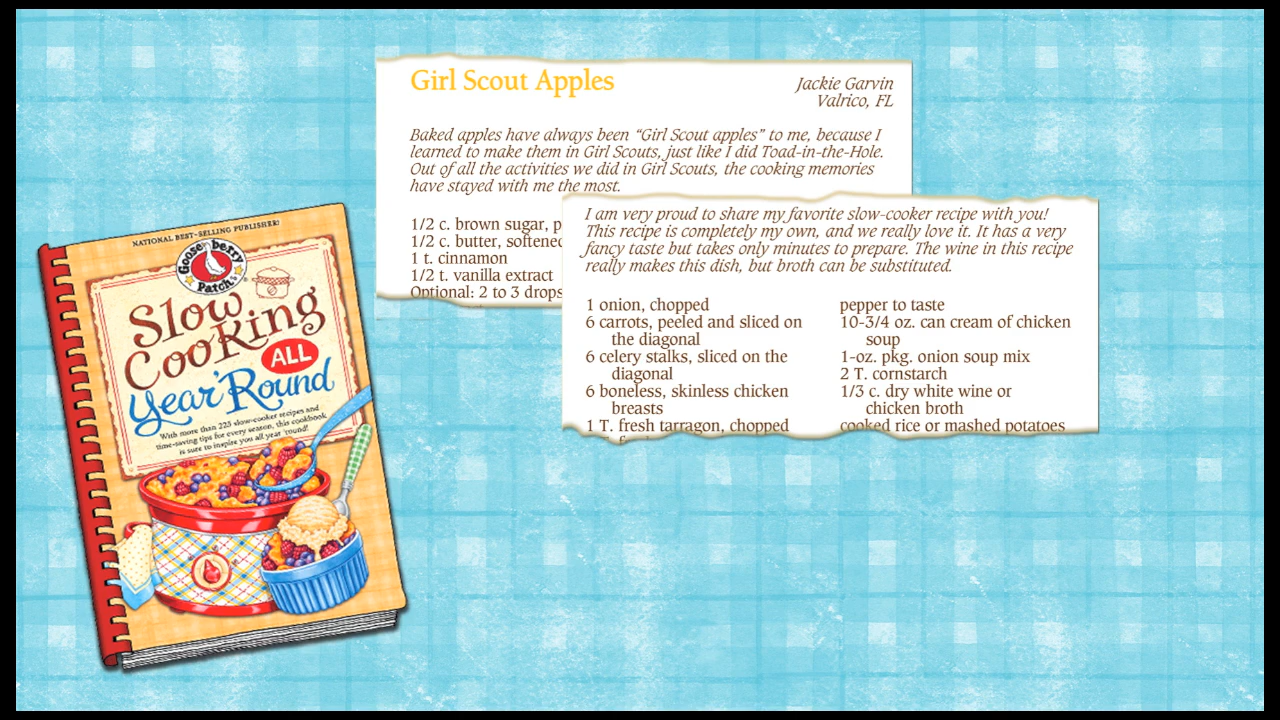 NATIONAL BEST-SELLING PUBLISHER!
Gooseberry
Patch
Slow
Cooking
ALL
Year 'Round
With more than 225 slow-cooker recipes and
time-saving tips for every season, this cookbook
is sure to inspire you all year 'round!
Girl Scout Apples
Jackie Garvin
Valrico, FL
Baked apples have always been “Girl Scout apples” to me, because I
learned to make them in Girl Scouts, just like I did Toad-in-the-Hole.
Out of all the activities we did in Girl Scouts, the cooking memories
have stayed with me the most.
1/2 c. brown sugar, p
1/2 c. butter, softened
1 t. cinnamon
1/2 t. vanilla extract
Optional: 2 to 3 drops
I am very proud to share my favorite slow-cooker recipe with you!
This recipe is completely my own, and we really love it. It has a very
fancy taste but takes only minutes to prepare. The wine in this recipe
really makes this dish, but broth can be substituted.
1 onion, chopped
6 carrots, peeled and sliced on
the diagonal
6 celery stalks, sliced on the
diagonal
6 boneless, skinless chicken
breasts
1 T. fresh tarragon, chopped
pepper to taste
10-3/4 oz. can cream of chicken
soup
1-oz. pkg. onion soup mix
2 T. cornstarch
1/3 c. dry white wine or
chicken broth
cooked rice or mashed potatoes